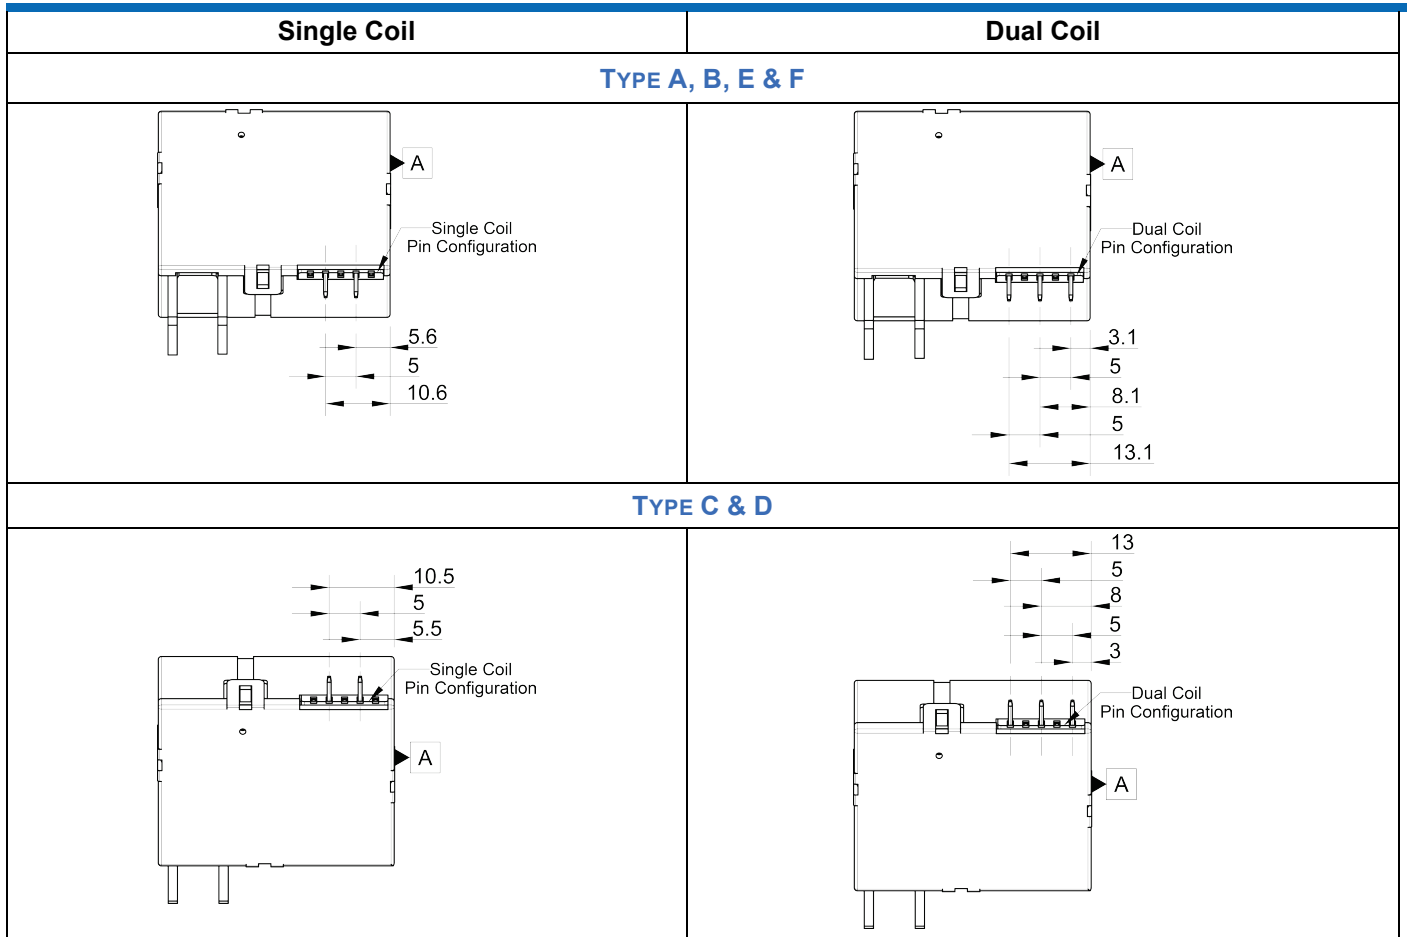 Single Coil
Dual Coil
TYPE A, B, E & F
A
Single Coil
Pin Configuration
5.6
5
10.6
A
Dual Coil
Pin Configuration
3.1
5
8.1
5
13.1
TYPE C & D
10.5
5
5.5
Single Coil
Pin Configuration
A
13
5
8
5
3
Dual Coil
Pin Configuration
A